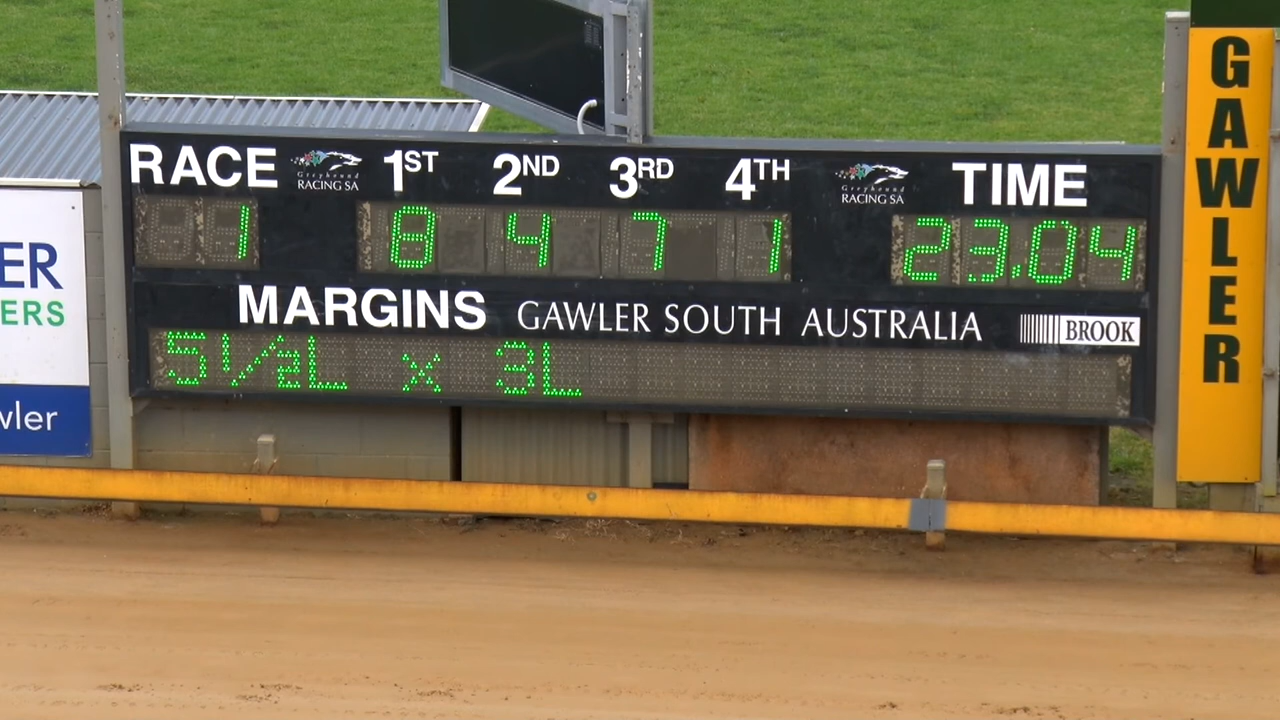 RACE
Greyhound
RACING SA
1ST 2ND 3RD 4TH
Greyhound
RACING SA
TIME
1 8 4 7 1 23.04
MARGINS GAWLER SOUTH AUSTRALIA BROOK
5 1/2L x 3L
GAWLER
ER
ERS
wler